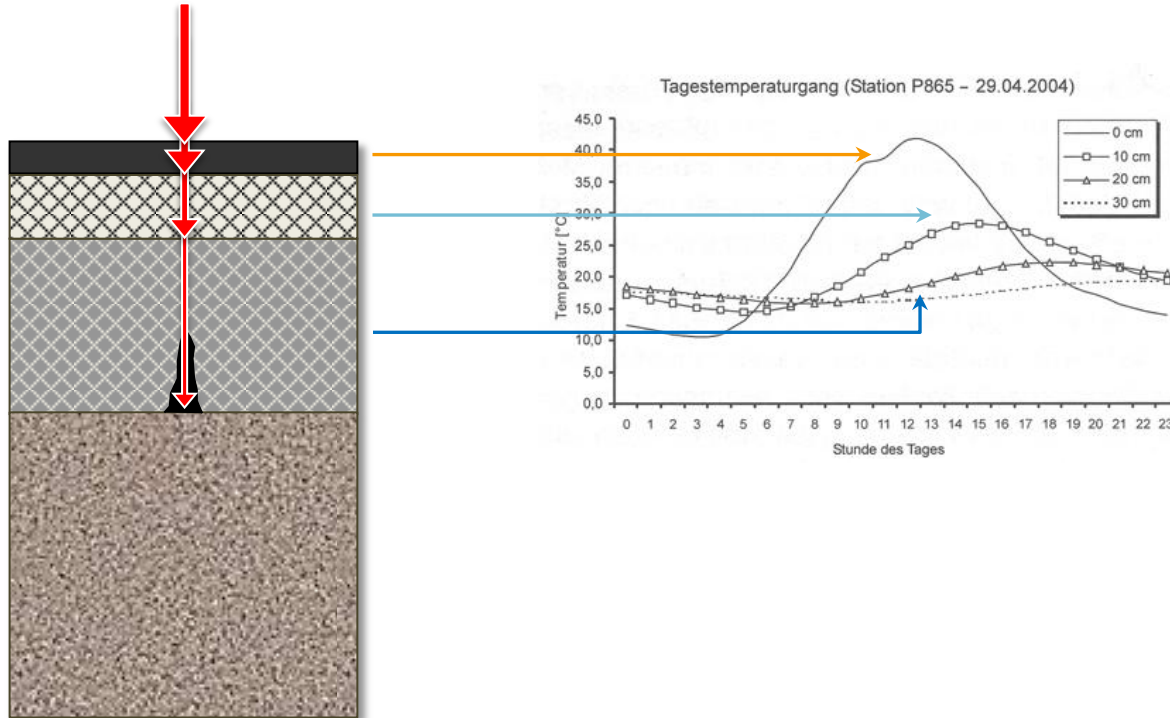 Tagestemperaturgang (Station P865 – 29.04.2004)
45,0
40,0
35,0
30,0
25,0
20,0
15,0
10,0
5,0
0,0
Temperatur [°C]
0 cm
10 cm
20 cm
30 cm
0 1 2 3 4 5 6 7 8 9 10 11 12 13 14 15 16 17 18 19 20 21 22 23
Stunde des Tages